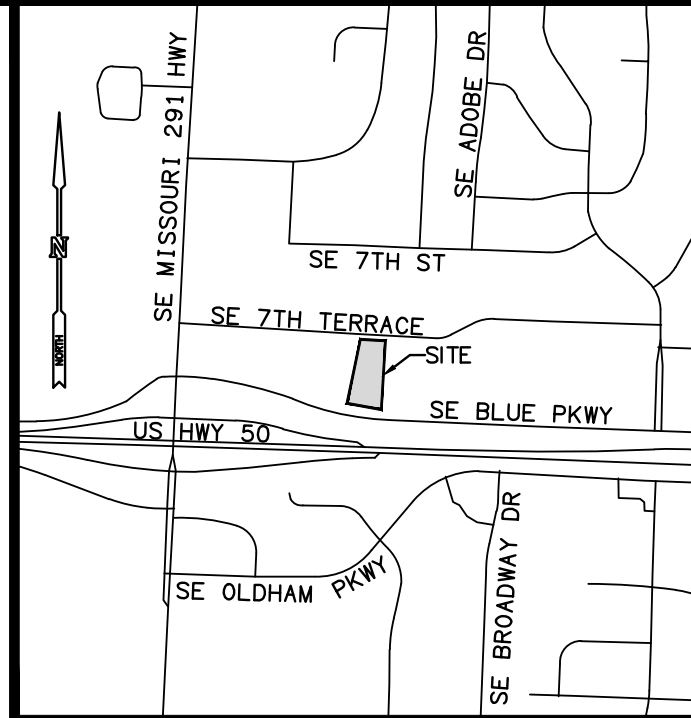 SE MISSOURI 291 HWY
SE ADOBE DR
N
NORTH
SE 7TH ST
SE 7TH TERRACE
SITE
SE BLUE PKWY
US HWY 50
SE OLDHAM PKWY
SE BROADWAY DR